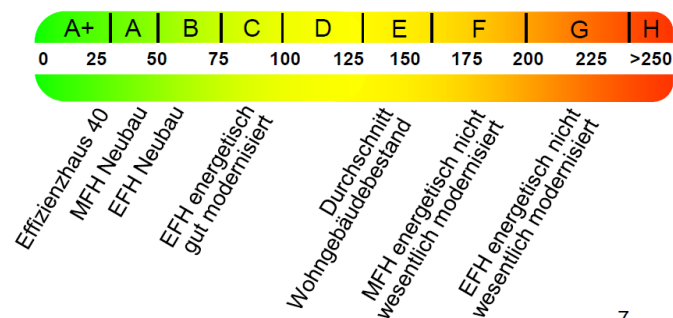 A+ A B C D E F G H
0 25 50 75 100 125 150 175 200 225 >250
Effizienzhaus 40
MFH Neubau
EFH Neubau
EFH energetisch
gut modernisiert
Durchschnitt
Wohngebäudebestand
MFH energetisch nicht
wesentlich modernisiert
EFH energetisch nicht
wesentlich modernisiert
7